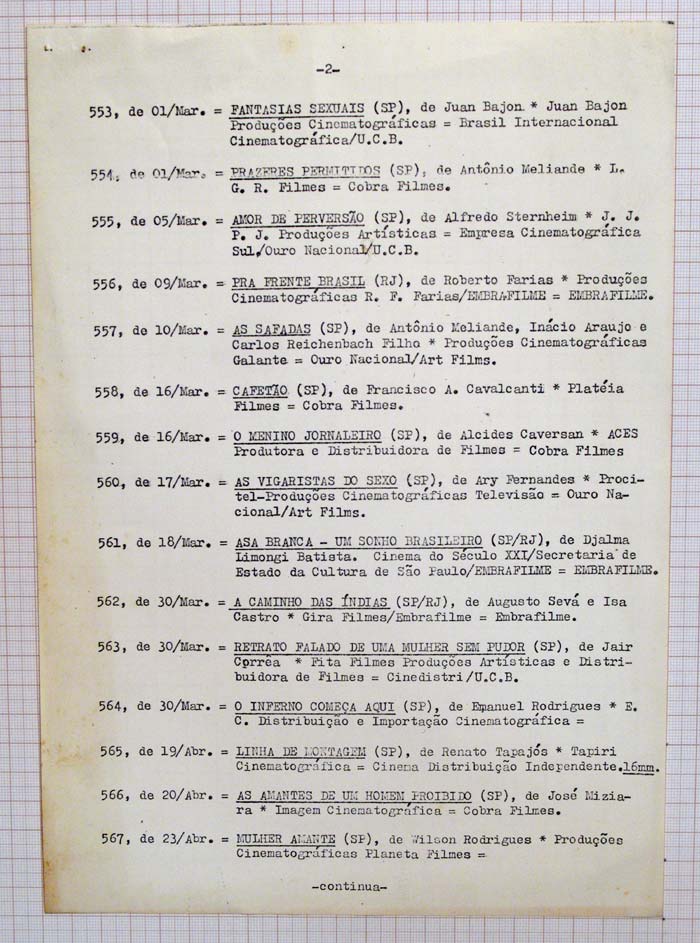 -2-
553, de 01/Mar. = FANTASIAS SEXUAIS (SP), de Juan Bajon * Juan Bajon
Produções Cinematográficas = Brasil Internacional
Cinematográfica/U.C.B.
554, de 01/Mar. = PRAZERES PERMITIDOS (SP), de Antônio Meliande * L.
G. R. Filmes = Cobra Filmes.
555, de 05/Mar. = AMOR DE PERVERSÃO (SP), de Alfredo Sternheim * J. J.
P. J. Produções Artísticas = Empresa Cinematográfica
Sul/Ouro Nacional/U.C.B.
556, de 09/Mar. = PRA FRENTE BRASIL (RJ), de Roberto Farias * Produções
Cinematográficas R. F. Farias/EMBRAFILME = EMBRAFILME.
557, de 10/Mar. = AS SAFADAS (SP), de Antônio Meliande, Inácio Araujo e
Carlos Reichenbach Filho * Produções Cinematográficas
Galante = Ouro Nacional/Art Films.
558, de 16/Mar. = CAFETÃO (SP), de Francisco A. Cavalcanti * Platéia
Filmes = Cobra Filmes.
559, de 16/Mar. = O MENINO JORNALEIRO (SP), de Alcides Caversan * ACES
Produtora e Distribuidora de Filmes = Cobra Filmes
560, de 17/Mar. = AS VIGARISTAS DO SEXO (SP), de Ary Fernandes * Proci-
tel-Produções Cinematográficas Televisão = Ouro Na-
cional/Art Films.
561, de 18/Mar. = ASA BRANCA - UM SONHO BRASILEIRO (SP/RJ), de Djalma
Limongi Batista. Cinema do Século XXI/Secretaria de
Estado da Cultura de São Paulo/EMBRAFILME = EMBRAFILME.
562, de 30/Mar. = A CAMINHO DAS ÍNDIAS (SP/RJ), de Augusto Sevá e Isa
Castro * Gira Filmes/Embrafilme = Embrafilme.
563, de 30/Mar. = RETRATO FALADO DE UMA MULHER SEM PUDOR (SP), de Jair
Corrêa * Fita Filmes Produções Artísticas e Distri-
buidora de Filmes = Cinedistri/U.C.B.
564, de 30/Mar. = O INFERNO COMEÇA AQUI (SP), de Emanuel Rodrigues * E.
C. Distribuição e Importação Cinematográfica =
565, de 19/Abr. = LINHA DE MONTAGEM (SP), de Renato Tapajós * Tapiri
Cinematográfica = Cinema Distribuição Independente.16mm.
566, de 20/Abr. = AS AMANTES DE UM HOMEM PROIBIDO (SP), de José Mizia-
ra * Imagem Cinematográfica = Cobra Filmes.
567, de 23/Abr. = MULHER AMANTE (SP), de Wilson Rodrigues * Produções
Cinematográficas Planeta Filmes =
-continua-